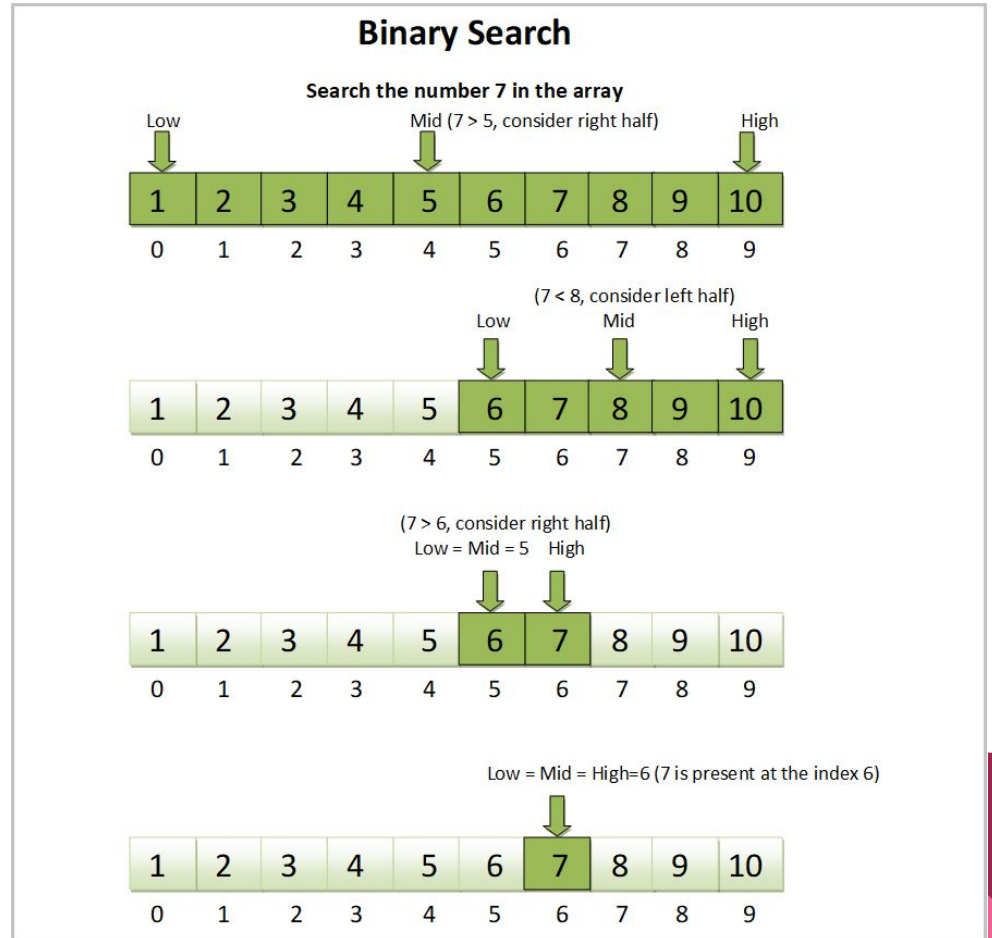 Binary Search
Search the number 7 in the array
Low Mid (7 > 5, consider right half) High
1 2 3 4 5 6 7 8 9 10
0 1 2 3 4 5 6 7 8 9
(7 < 8, consider left half)
Low Mid High
1 2 3 4 5 6 7 8 9 10
0 1 2 3 4 5 6 7 8 9
(7 > 6, consider right half)
Low = Mid = 5 High
1 2 3 4 5 6 7 8 9 10
0 1 2 3 4 5 6 7 8 9
Low = Mid = High=6 (7 is present at the index 6)
1 2 3 4 5 6 7 8 9 10
0 1 2 3 4 5 6 7 8 9